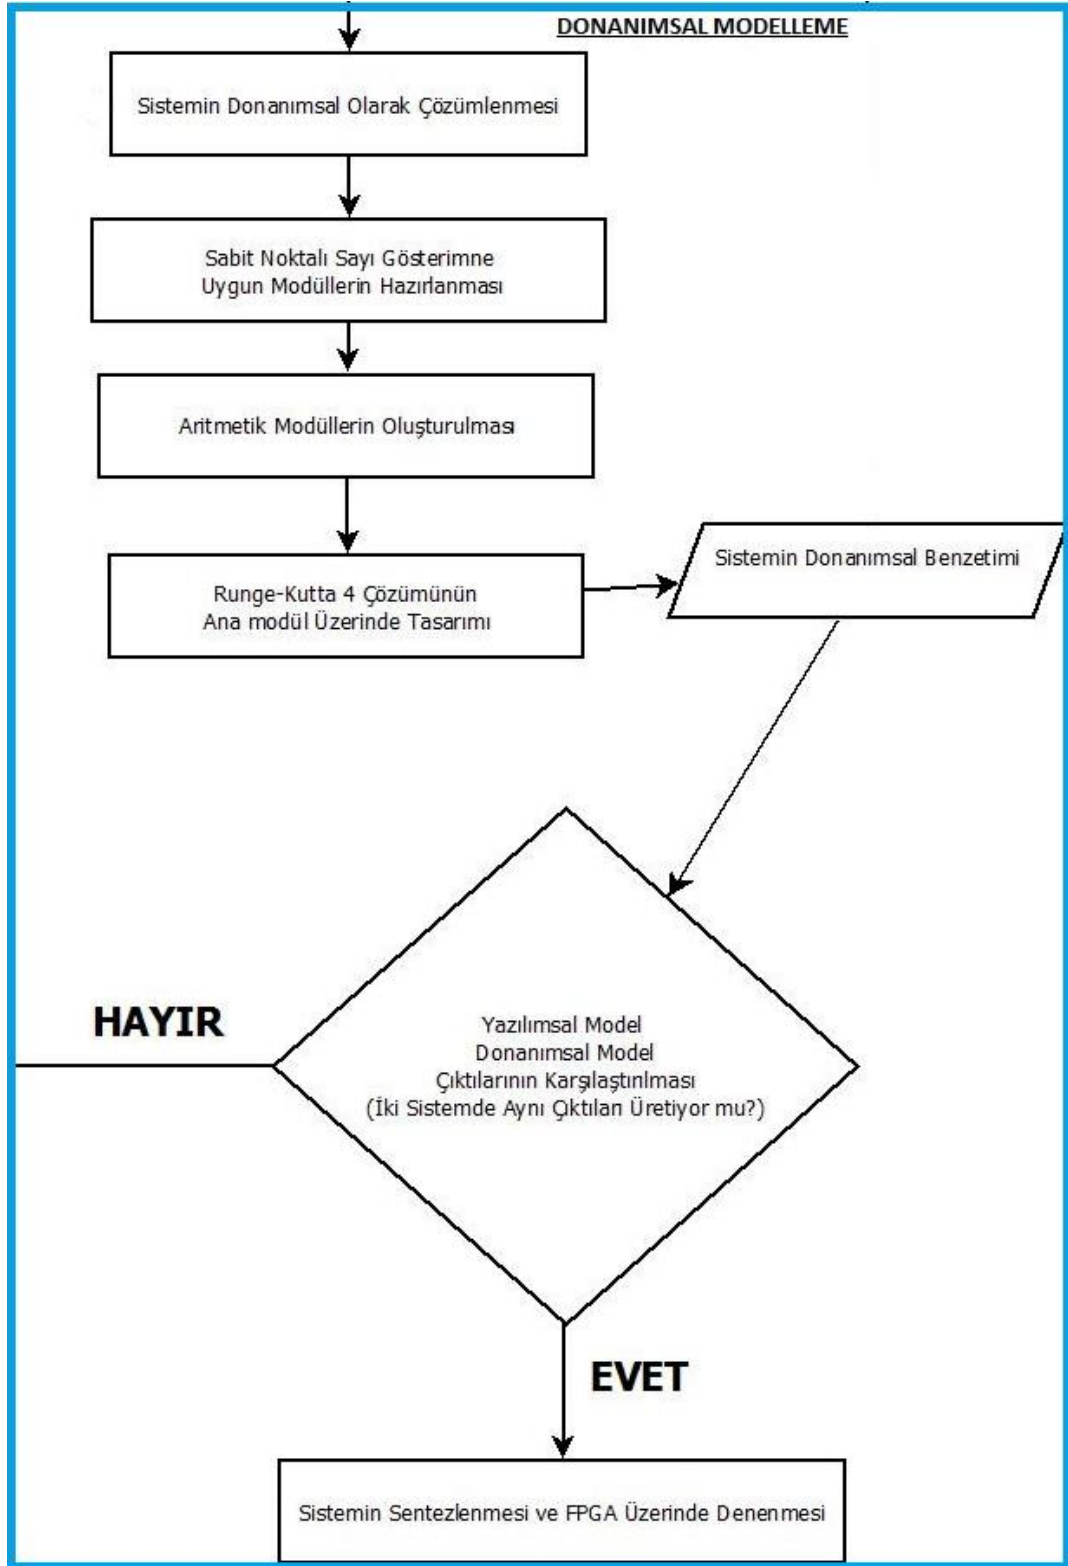 DONANIMSAL MODELLEME
Sistemin Donanımsal Olarak Çözümlenmesi
Sabit Noktalı Sayı Gösterimne
Uygun Modüllerin Hazırlanması
Aritmetik Modüllerin Oluşturulması
Runge-Kutta 4 Çözümünün
Ana modül Üzerinde Tasarımı
Sistemin Donanımsal Benzetimi
HAYIR
Yazılımsal Model
Donanımsal Model
Çıktılarının Karşılaştırılması
(İki Sistemde Aynı Çıktıları Üretiyor mu?)
EVET
Sistemin Sentezlenmesi ve FPGA Üzerinde Denenmesi